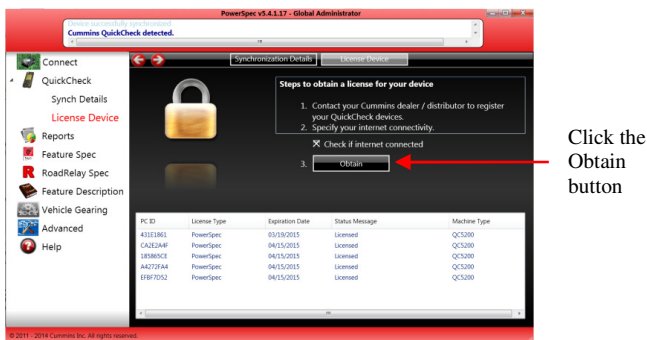 PowerSpec v5.4.1.17 - Global Administrator
Device successfully synchronized
Cummins QuickCheck detected.
Connect
QuickCheck
Synch Details
License Device
Reports
Feature Spec
RoadRelay Spec
Feature Description
Vehicle Gearing
Advanced
Help
Synchronization Details
License Device
Steps to obtain a license for your device
1. Contact your Cummins dealer / distributor to register
your QuickCheck devices.
2. Specify your internet connectivity.
Check if internet connected
3. Obtain
Click the
Obtain
button
PC ID License Type Expiration Date Status Message Machine Type
431E1861 PowerSpec 03/19/2015 Licensed QC5200
CA2E2A4F PowerSpec 04/15/2015 Licensed QC5200
185865CE PowerSpec 04/15/2015 Licensed QC5200
A4272FA4 PowerSpec 04/15/2015 Licensed QC5200
EFBF7D52 PowerSpec 04/15/2015 Licensed QC5200
© 2011 - 2014 Cummins Inc. All rights reserved.